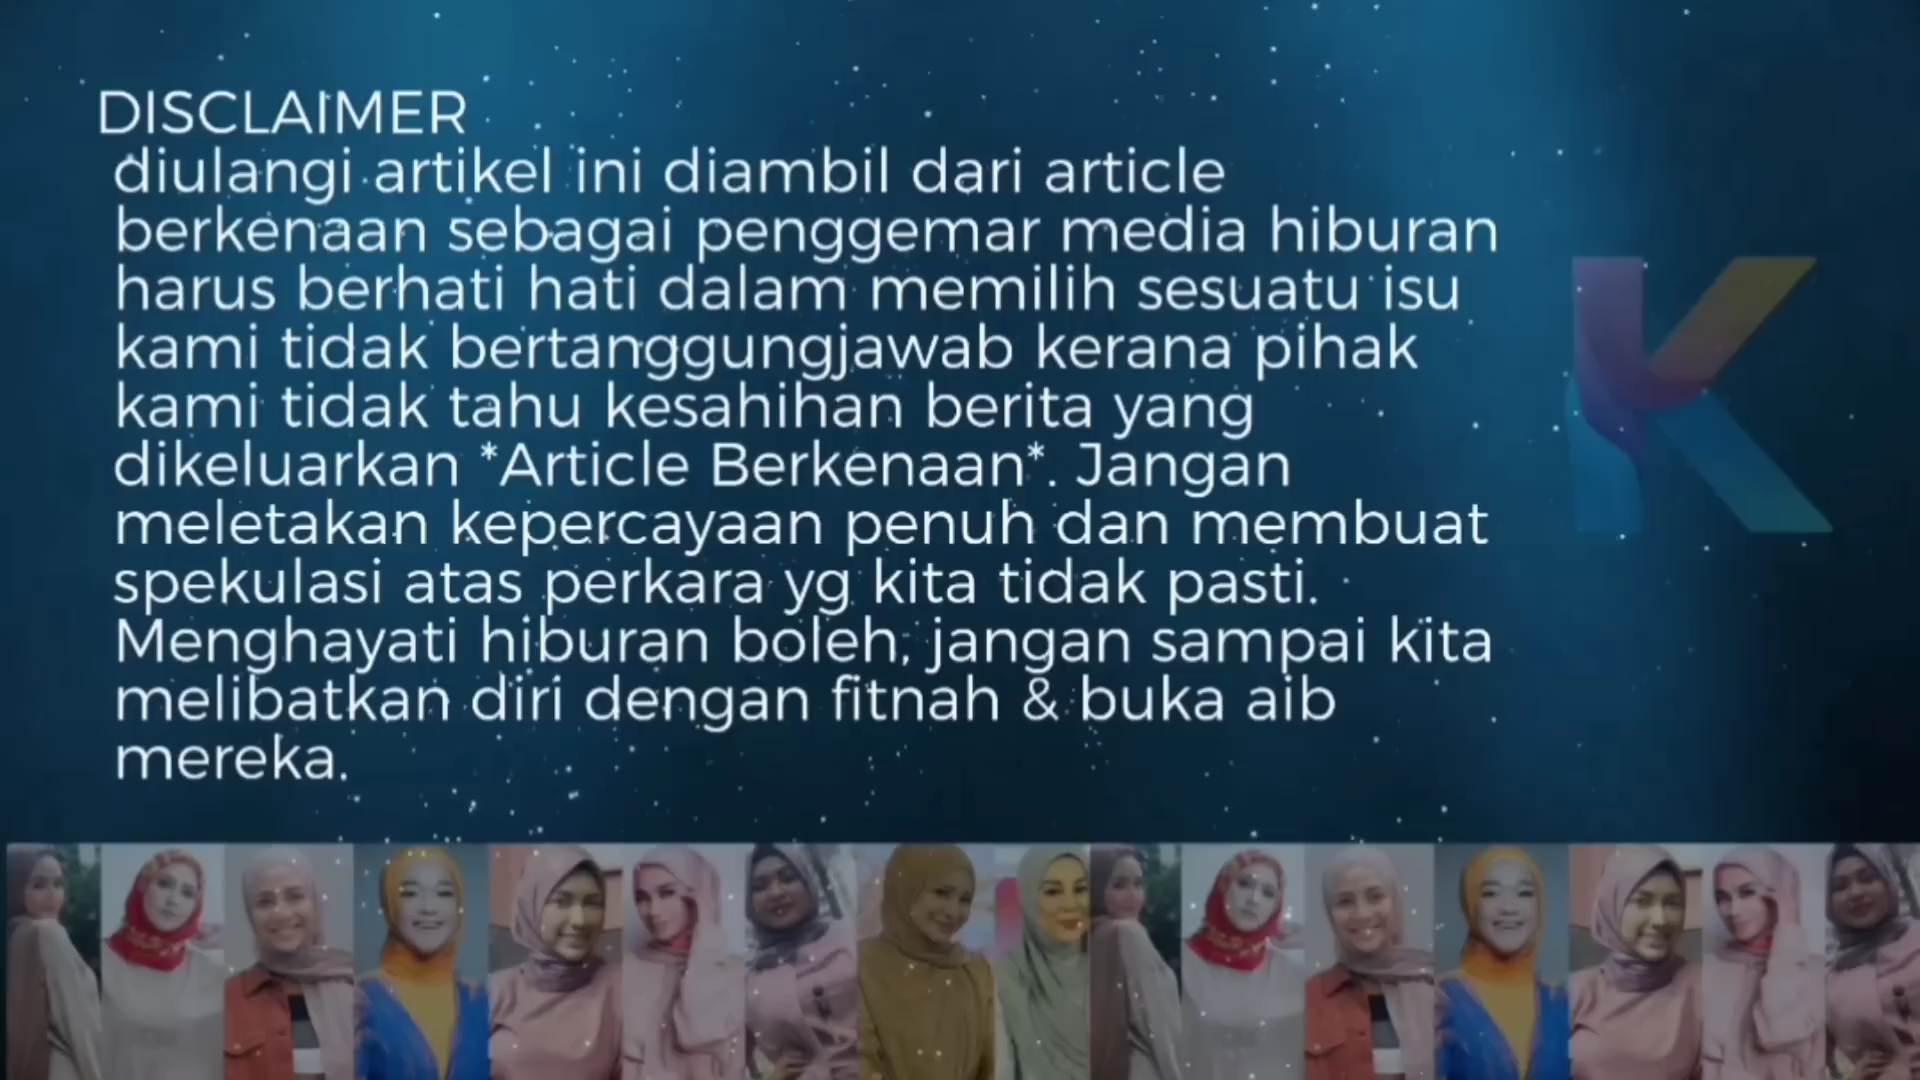 DISCLAIMER
diulangi artikel ini diambil dari article
berkenaan sebagai penggemar media hiburan
harus berhati hati dalam memilih sesuatu isu
kami tidak bertanggungjawab kerana pihak
kami tidak tahu kesahihan berita yang
dikeluarkan *Article Berkenaan*. Jangan
meletakan kepercayaan penuh dan membuat
spekulasi atas perkara yg kita tidak pasti.
Menghayati hiburan boleh, jangan sampai kita
melibatkan diri dengan fitnah & buka aib
mereka.
K